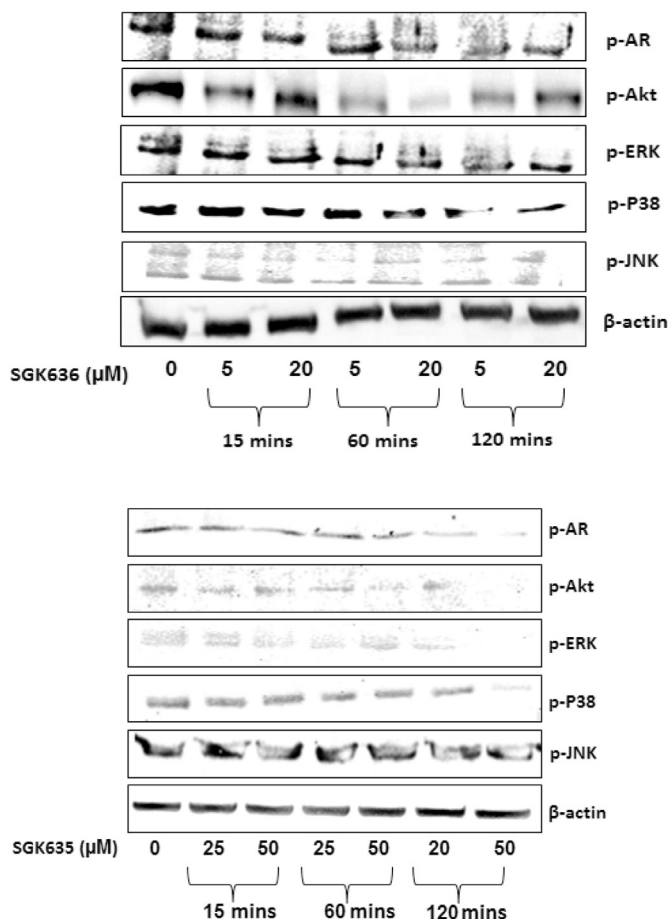 p-AR
p-Akt
p-ERK
p-P38
p-JNK
β-actin
SGK636 (µM) 0 5 20 5 20 5 20
15 mins 60 mins 120 mins
p-AR
p-Akt
p-ERK
p-P38
p-JNK
β-actin
SGK635 (µM) 0 25 50 25 50 20 50
15 mins 60 mins 120 mins